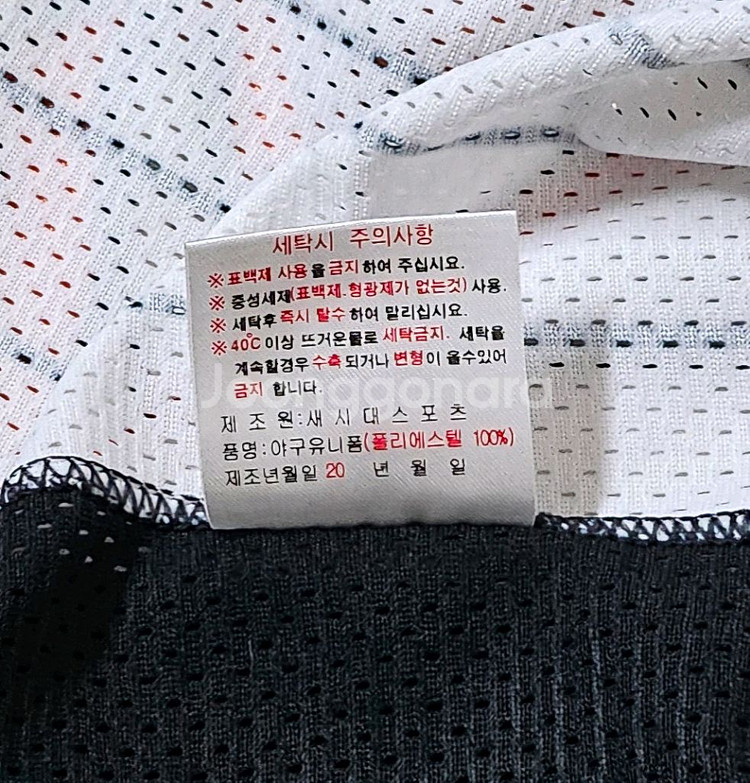 세탁시 주의사항
※표백제 사용을금지하여 주십시요.
※중성세제(표백제.형광제가 없는것) 사용.
※ 세탁후즉시 탈수하여 말리십시요.
※40℃이상 뜨거운물로 세탁금지. 세탁을
계속할경우수축되거나 변형이 올수있어
금지 합니다.
제 조 원:새 시 대 스 포 츠
품명:야구유니폼(폴리에스텔 100%)
제조년월일 20 년 월 일
Joonggonara